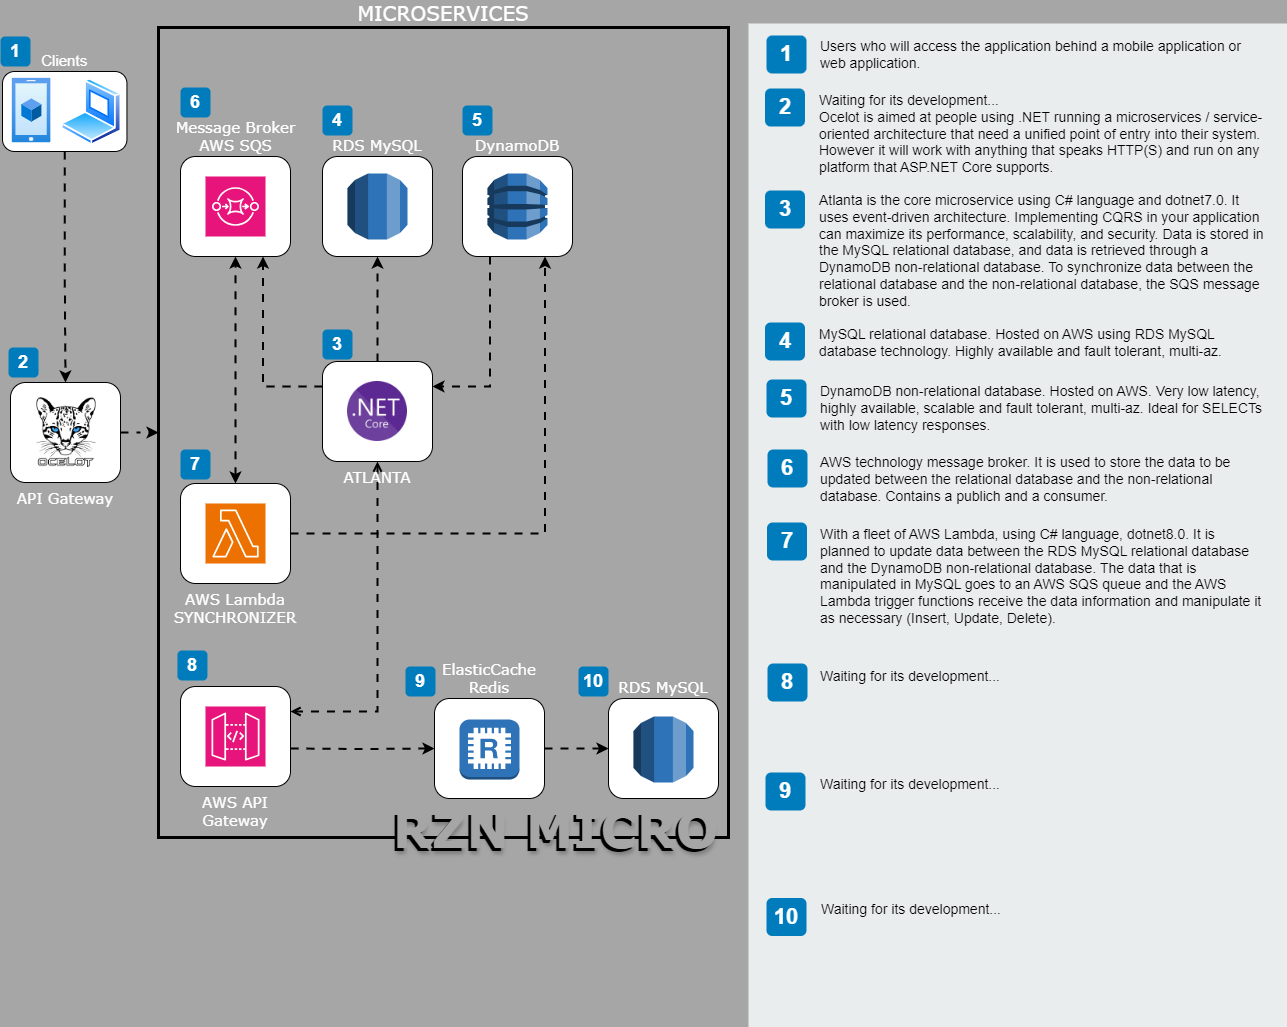 MICROSERVICES
1
Clients
2
OCELOT
API Gateway
6
Message Broker
AWS SQS
4
RDS MySQL
5
DynamoDB
3
.NET
Core
ATLANTA
7
AWS Lambda
SYNCHRONIZER
8
</>
AWS API
Gateway
9
ElasticCache
Redis
R
10
RDS MySQL
RZN MICRO
1
Users who will access the application behind a mobile application or
web application.
2
Waiting for its development...
Ocelot is aimed at people using .NET running a microservices / service-
oriented architecture that need a unified point of entry into their system.
However it will work with anything that speaks HTTP(S) and run on any
platform that ASP.NET Core supports.
3
Atlanta is the core microservice using C# language and dotnet7.0. It
uses event-driven architecture. Implementing CQRS in your application
can maximize its performance, scalability, and security. Data is stored in
the MySQL relational database, and data is retrieved through a
DynamoDB non-relational database. To synchronize data between the
relational database and the non-relational database, the SQS message
broker is used.
4
MySQL relational database. Hosted on AWS using RDS MySQL
database technology. Highly available and fault tolerant, multi-az.
5
DynamoDB non-relational database. Hosted on AWS. Very low latency,
highly available, scalable and fault tolerant, multi-az. Ideal for SELECTs
with low latency responses.
6
AWS technology message broker. It is used to store the data to be
updated between the relational database and the non-relational
database. Contains a publich and a consumer.
7
With a fleet of AWS Lambda, using C# language, dotnet8.0. It is
planned to update data between the RDS MySQL relational database
and the DynamoDB non-relational database. The data that is
manipulated in MySQL goes to an AWS SQS queue and the AWS
Lambda trigger functions receive the data information and manipulate it
as necessary (Insert, Update, Delete).
8
Waiting for its development...
9
Waiting for its development...
10
Waiting for its development...